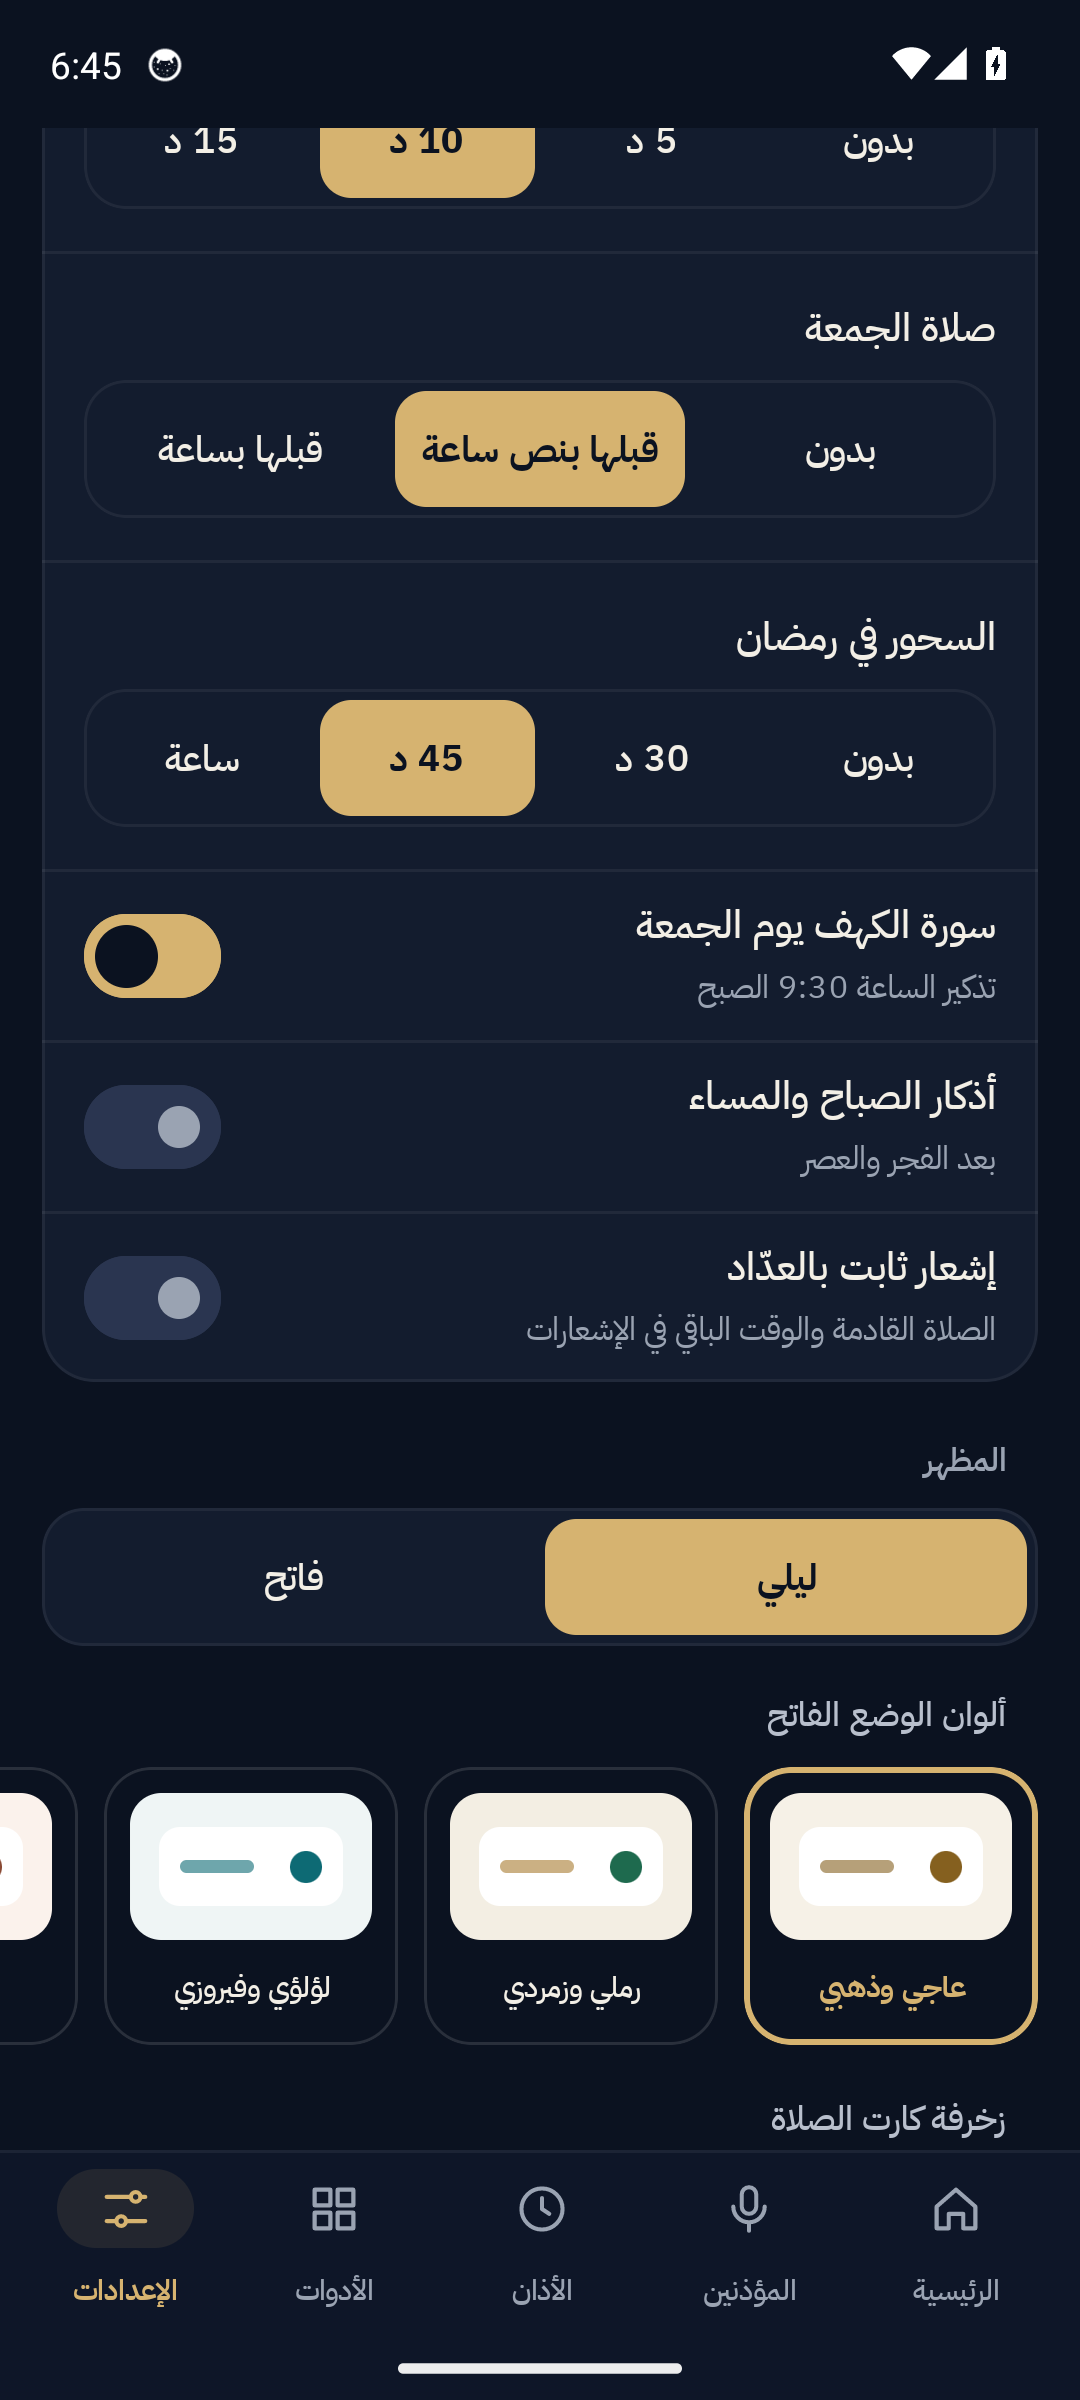 6:45
بدون
5 د
10 د
15 د
صلاة الجمعة
بدون
قبلها بنص ساعة
قبلها بساعة
السحور في رمضان
بدون
30 د
45 د
ساعة
سورة الكهف يوم الجمعة
تذكير الساعة 9:30 الصبح
أذكار الصباح والمساء
بعد الفجر والعصر
إشعار ثابت بالعدّاد
الصلاة القادمة والوقت الباقي في الإشعارات
المظهر
ليلي
فاتح
ألوان الوضع الفاتح
عاجي وذهبي
رملي وزمردي
لؤلؤي وفيروزي
زخرفة كارت الصلاة
الرئيسية
المؤذنين
الأذان
الأدوات
الإعدادات